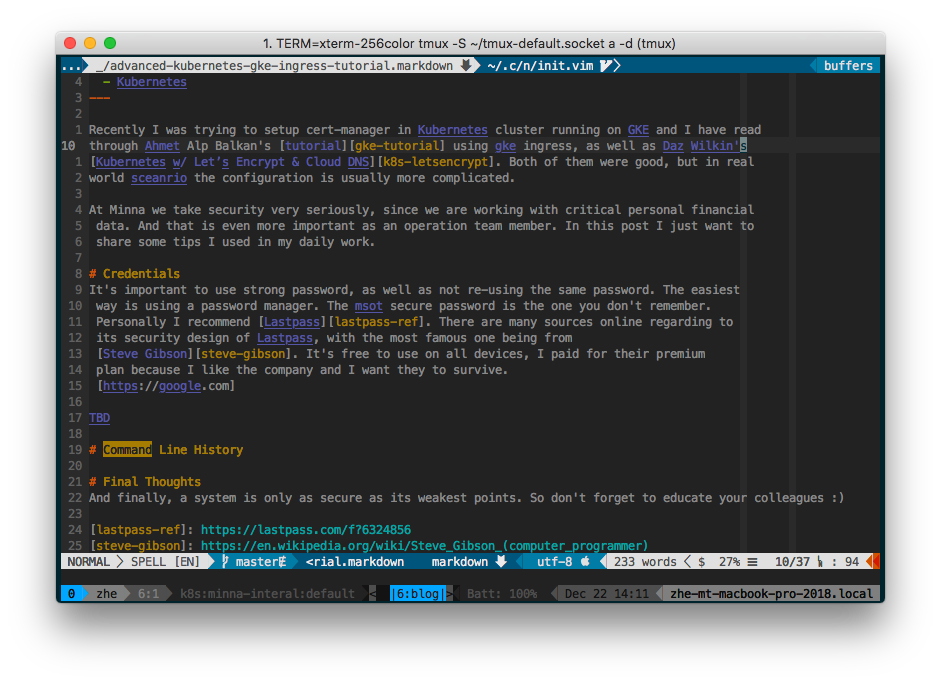 1. TERM=xterm-256color tmux -S ~/tmux-default.socket a -d (tmux)
... _/advanced-kubernetes-gke-ingress-tutorial.markdown ~/.c/n/init.vim buffers
4 - Kubernetes
3 ---
2
1 Recently I was trying to setup cert-manager in Kubernetes cluster running on GKE and I have read
10 through Ahmet Alp Balkan's [tutorial][gke-tutorial] using gke ingress, as well as Daz Wilkin's
1 [Kubernetes w/ Let's Encrypt & Cloud DNS][k8s-letsencrypt]. Both of them were good, but in real
2 world sceanrio the configuration is usually more complicated.
3
4 At Minna we take security very seriously, since we are working with critical personal financial
5 data. And that is even more important as an operation team member. In this post I just want to
6 share some tips I used in my daily work.
7
8 # Credentials
9 It's important to use strong password, as well as not re-using the same password. The easiest
10 way is using a password manager. The msot secure password is the one you don't remember.
11 Personally I recommend [Lastpass][lastpass-ref]. There are many sources online regarding to
12 its security design of Lastpass, with the most famous one being from
13 [Steve Gibson][steve-gibson]. It's free to use on all devices, I paid for their premium
14 plan because I like the company and I want they to survive.
15 [https://google.com]
16
17 TBD
18
19 # Command Line History
20
21 # Final Thoughts
22 And finally, a system is only as secure as its weakest points. So don't forget to educate your colleagues :)
23
24 [lastpass-ref]: https://lastpass.com/f?6324856
25 [steve-gibson]: https://en.wikipedia.org/wiki/Steve_Gibson_(computer_programmer)
NORMAL SPELL [EN] master <rial.markdown markdown utf-8 233 words $ 27% 10/37 : 94
0 zhe 6:1 k8s:minna-interal:default < |6:blog|> Batt: 100% Dec 22 14:11 zhe-mt-macbook-pro-2018.local